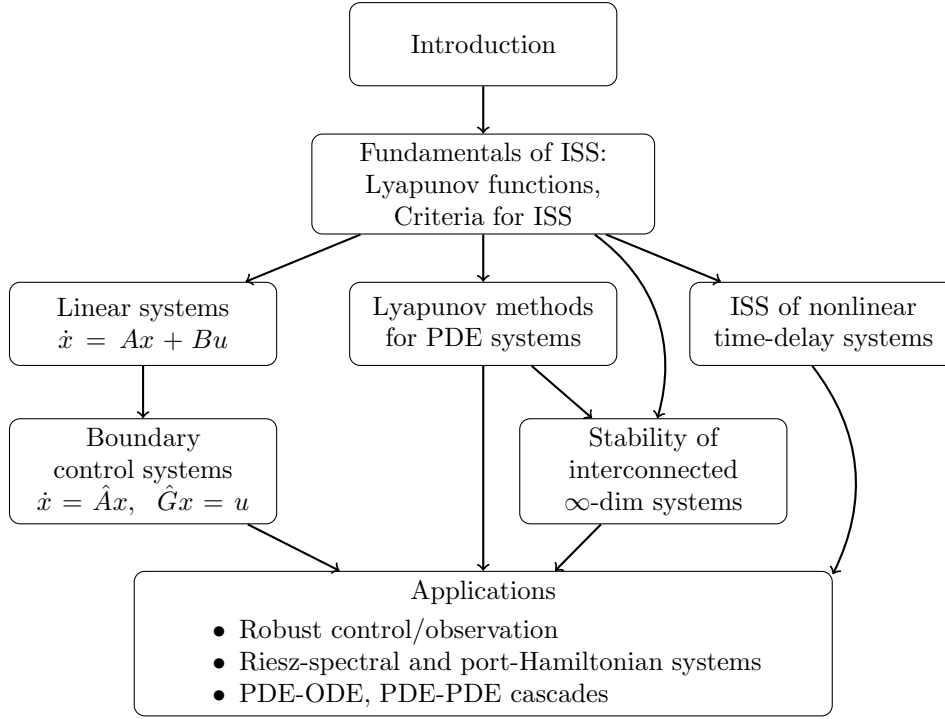 Introduction
Fundamentals of ISS:
Lyapunov functions,
Criteria for ISS
Linear systems
ẋ = Ax + Bu
Lyapunov methods
for PDE systems
ISS of nonlinear
time-delay systems
Boundary
control systems
ẋ = Âx, Ĝx = u
Stability of
interconnected
∞-dim systems
Applications
• Robust control/observation
• Riesz-spectral and port-Hamiltonian systems
• PDE-ODE, PDE-PDE cascades